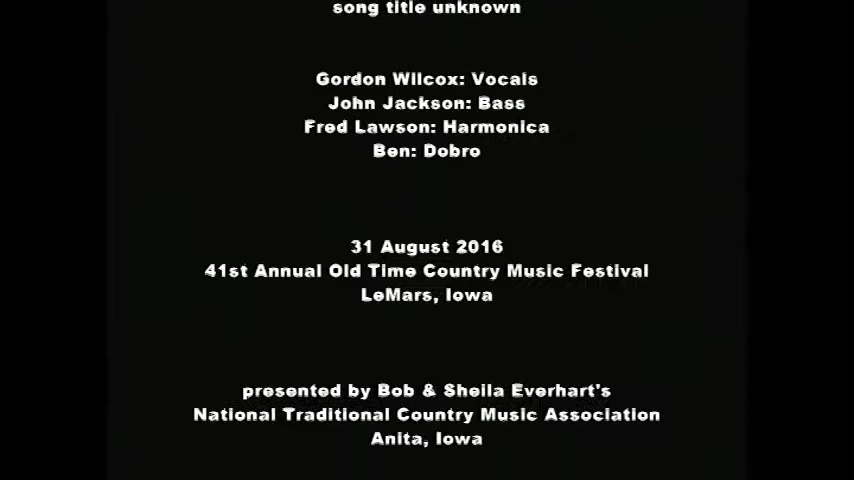 song title unknown
Gordon Wilcox: Vocals
John Jackson: Bass
Fred Lawson: Harmonica
Ben: Dobro
31 August 2016
41st Annual Old Time Country Music Festival
LeMars, Iowa
presented by Bob & Sheila Everhart's
National Traditional Country Music Association
Anita, Iowa